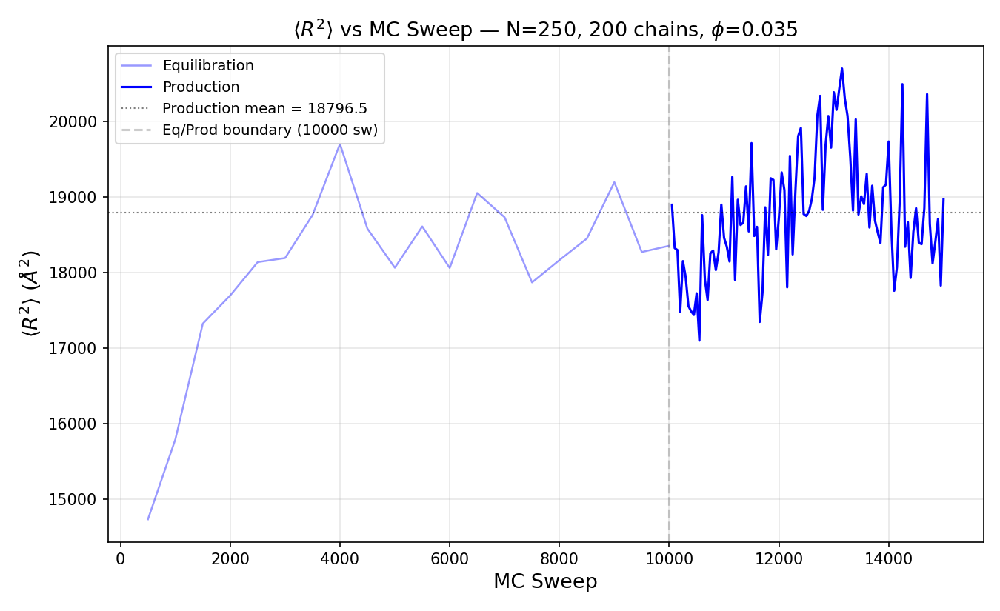 ⟨R²⟩ vs MC Sweep — N=250, 200 chains, ϕ=0.035
Equilibration
Production
Production mean = 18796.5
Eq/Prod boundary (10000 sw)
⟨R²⟩ (Å²)
20000
19000
18000
17000
16000
15000
0 2000 4000 6000 8000 10000 12000 14000
MC Sweep